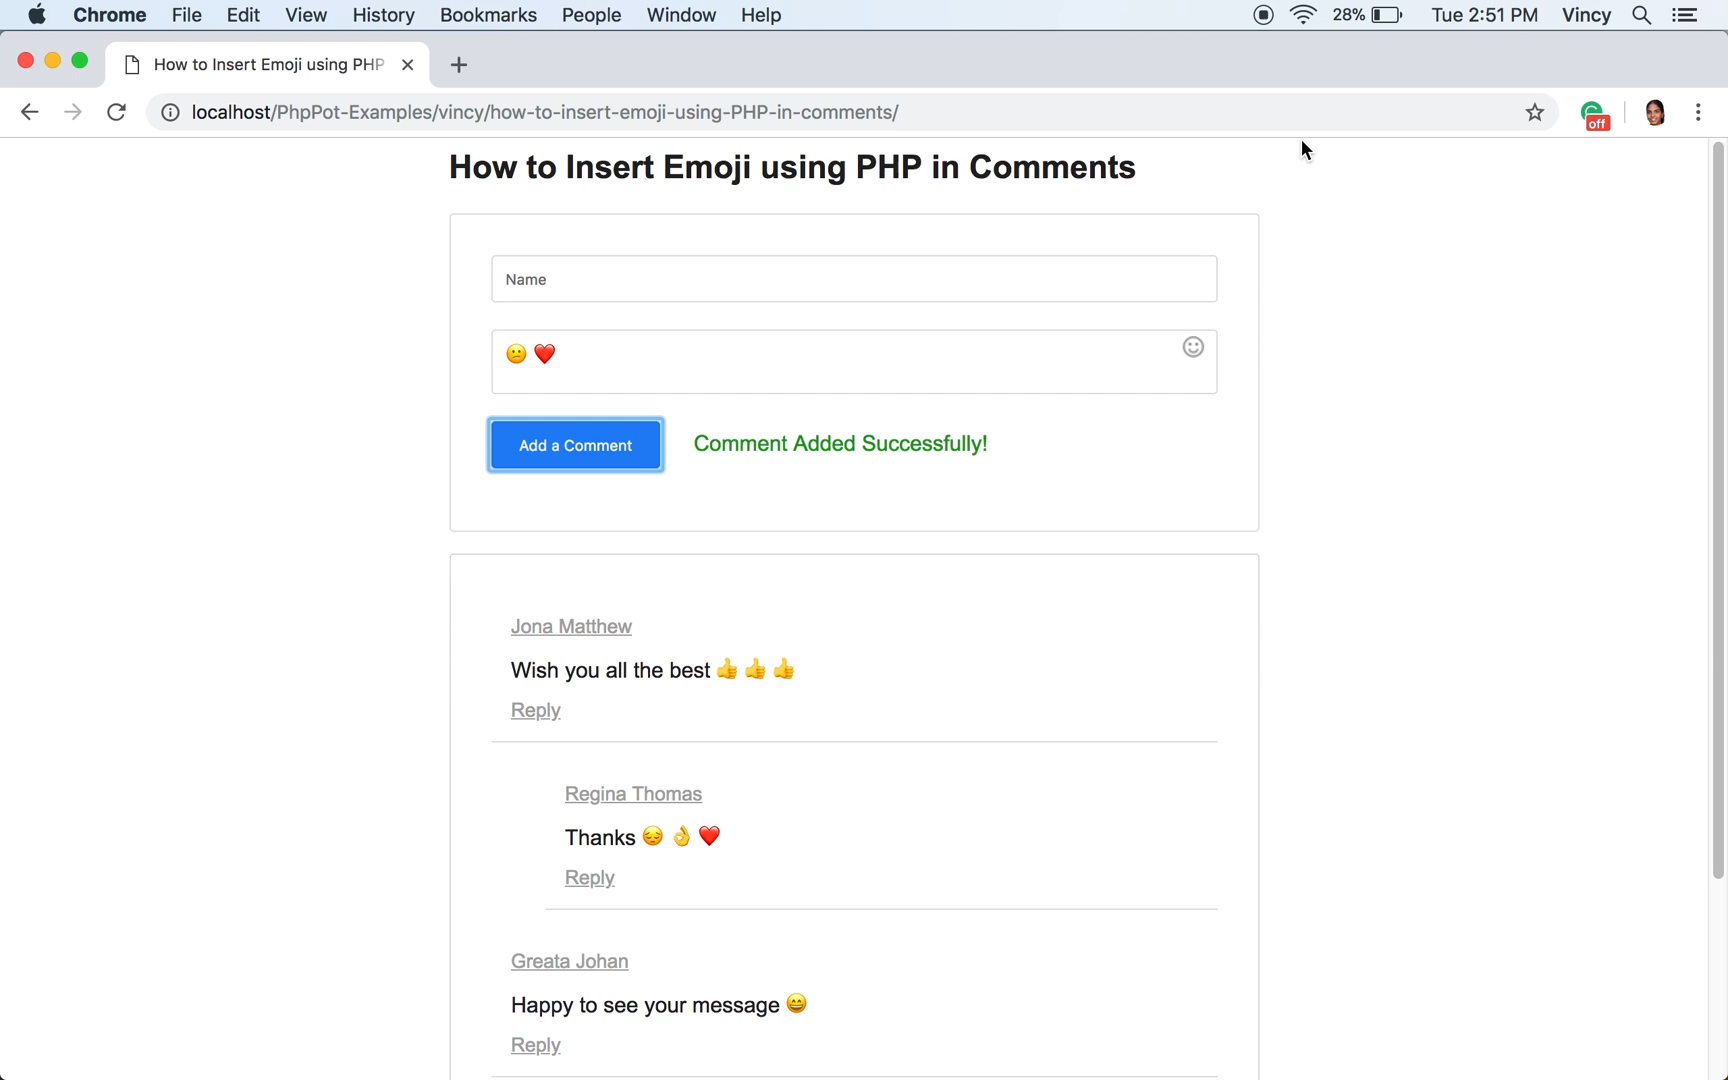 Chrome File Edit View History Bookmarks People Window Help 28% Tue 2:51 PM Vincy
How to Insert Emoji using PHP
localhost/PhpPot-Examples/vincy/how-to-insert-emoji-using-PHP-in-comments/
off
How to Insert Emoji using PHP in Comments
Name
😕 ❤️
Add a Comment Comment Added Successfully!
Jona Matthew
Wish you all the best 👍 👍 👍
Reply
Regina Thomas
Thanks 😔 👌 ❤️
Reply
Greata Johan
Happy to see your message 😄
Reply